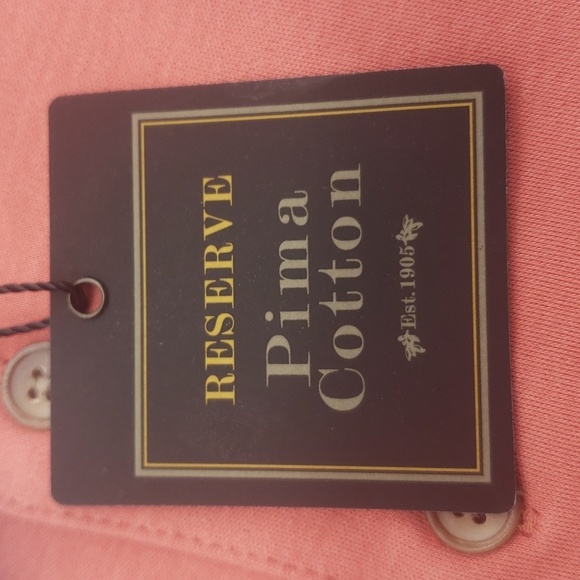 RESERVE
Pima
Cotton
Est.1905